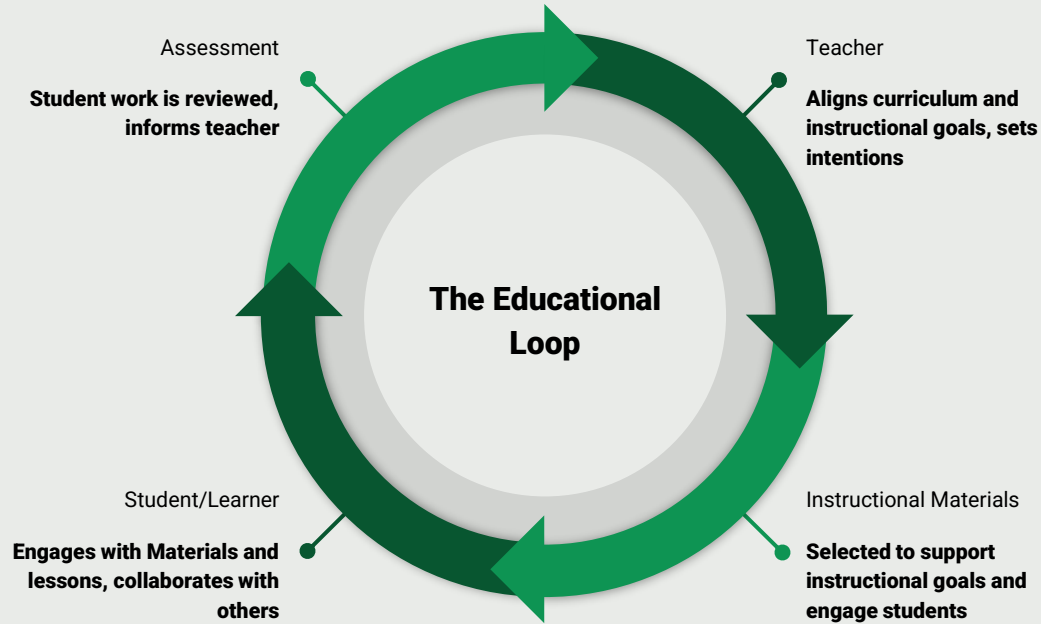 Assessment
Student work is reviewed,
informs teacher
Teacher
Aligns curriculum and
instructional goals, sets
intentions
The Educational
Loop
Student/Learner
Engages with Materials and
lessons, collaborates with
others
Instructional Materials
Selected to support
instructional goals and
engage students